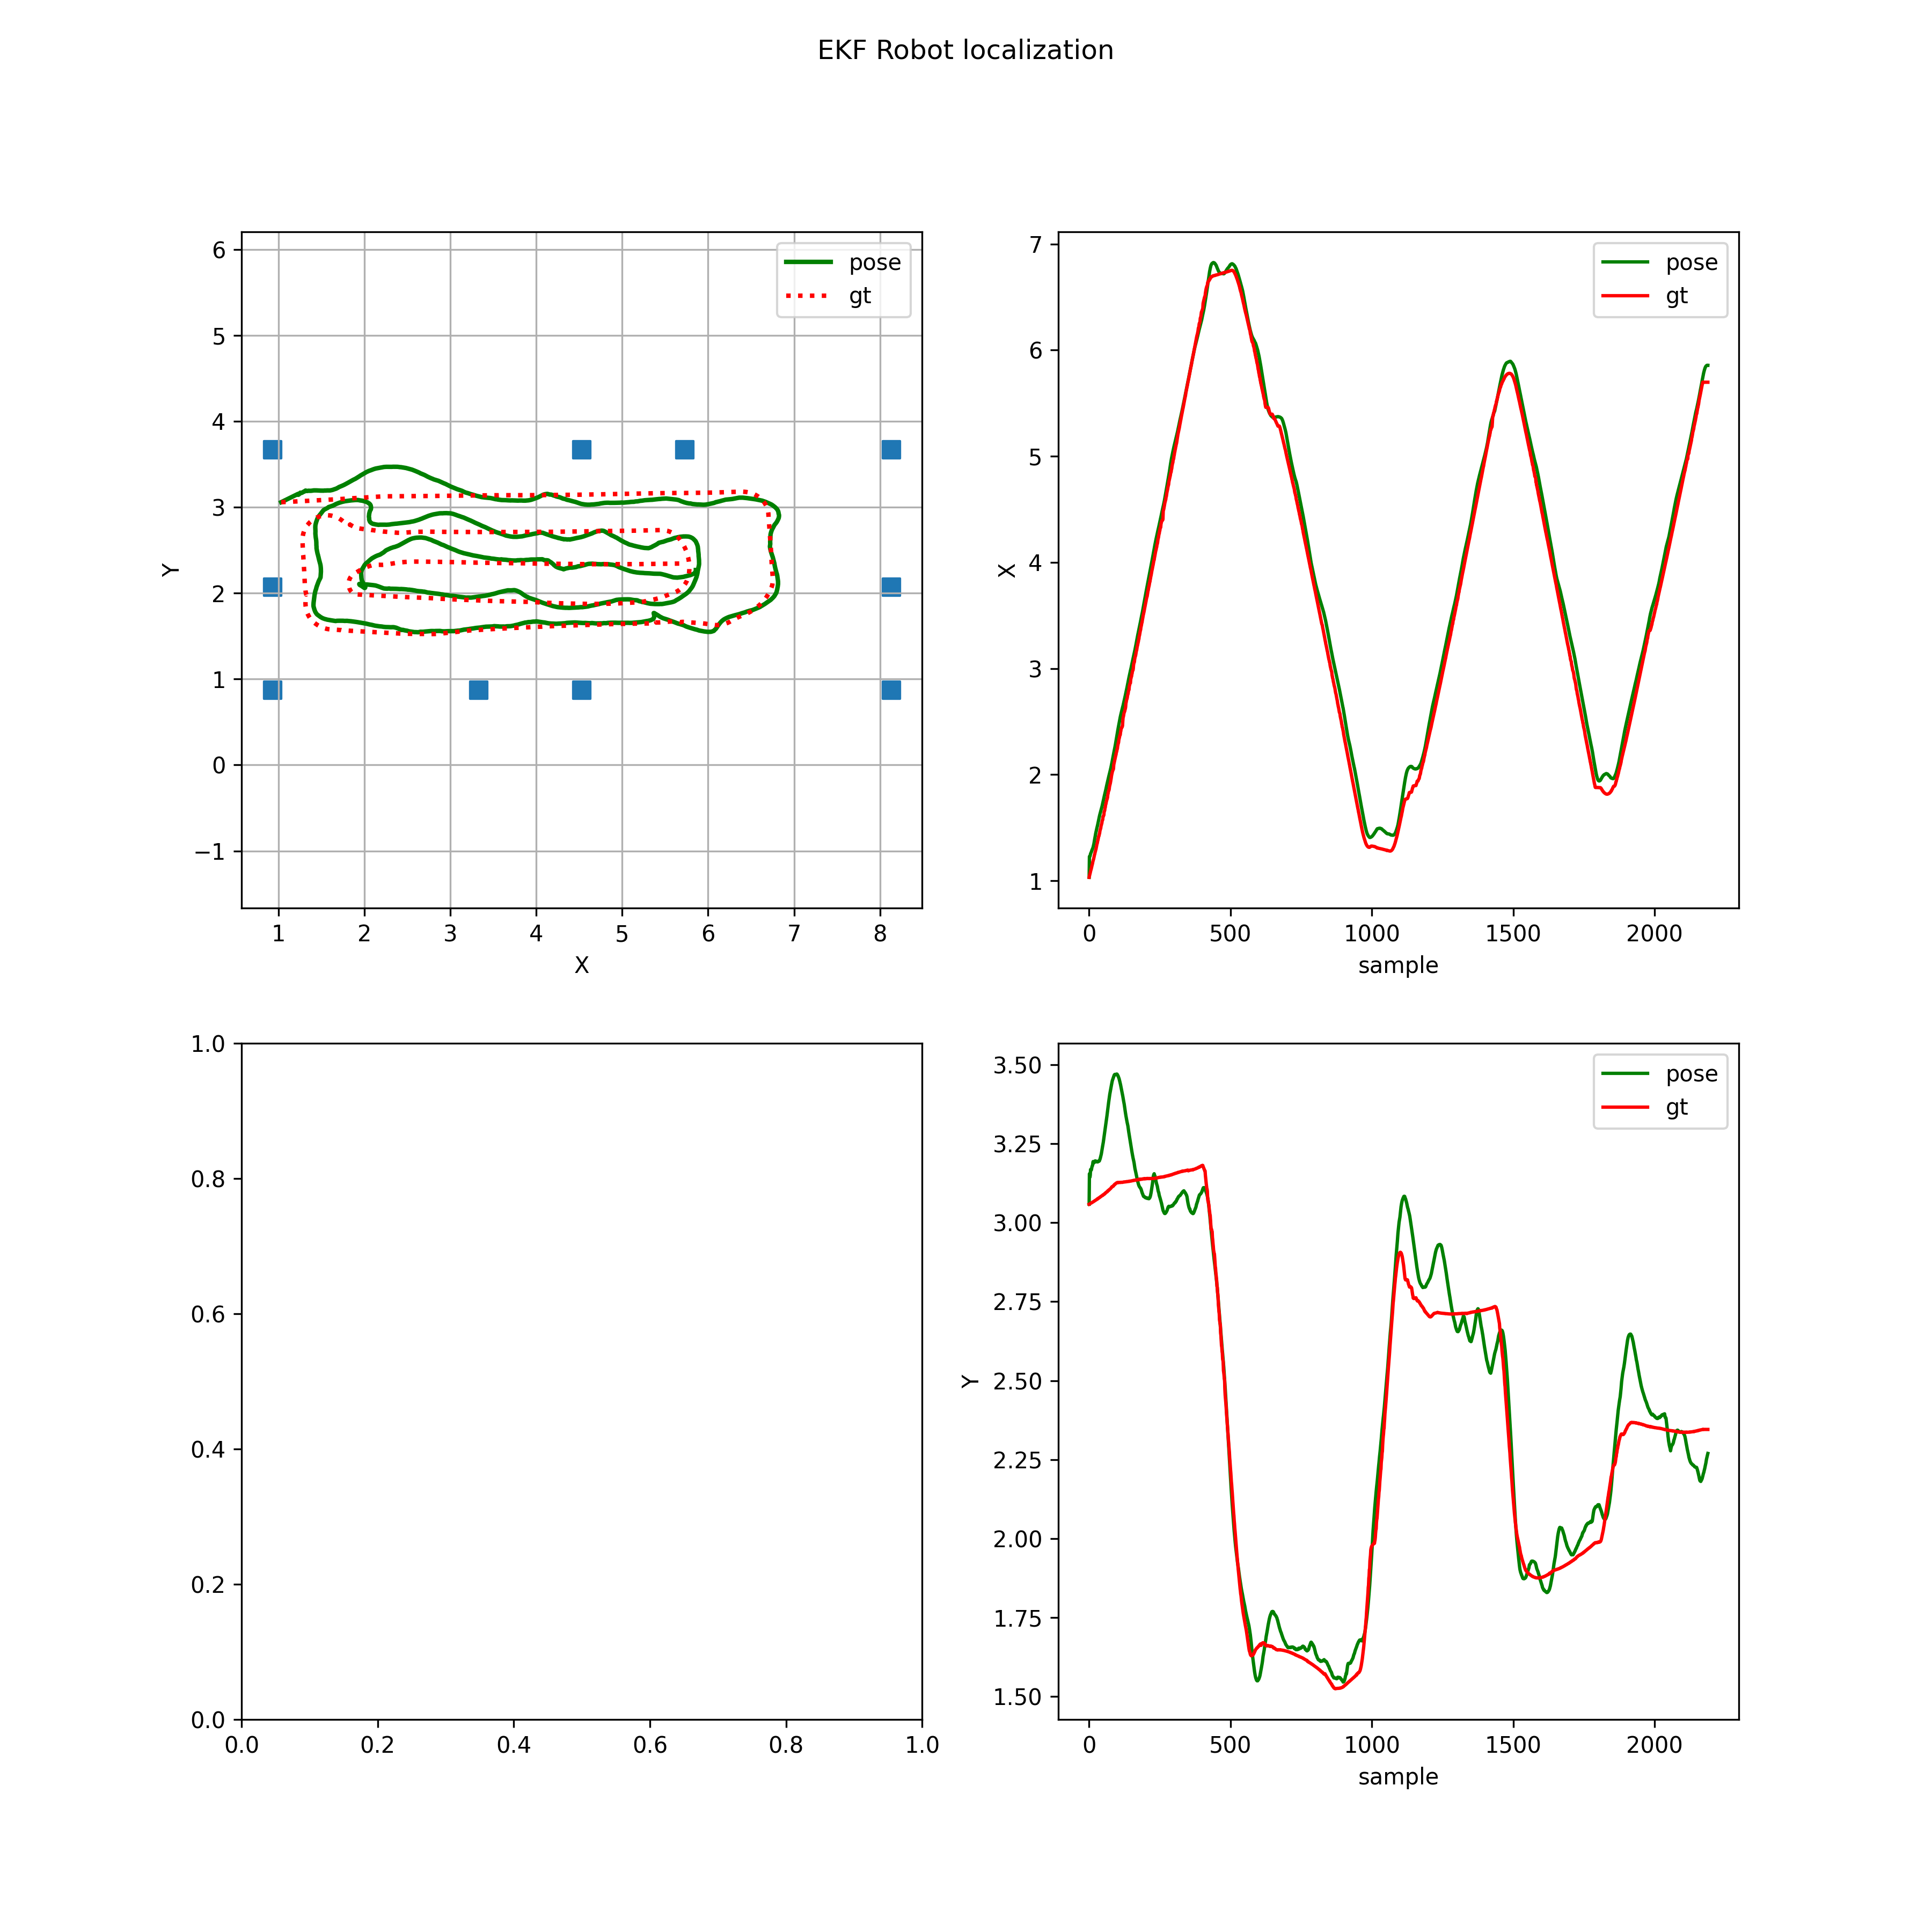 EKF Robot localization
6
5
4
3
2
1
0
−1
Y
1 2 3 4 5 6 7 8
X
pose
gt
7
6
5
4
3
2
1
X
0 500 1000 1500 2000
sample
pose
gt
1.0
0.8
0.6
0.4
0.2
0.0
0.0 0.2 0.4 0.6 0.8 1.0
3.50
3.25
3.00
2.75
2.50
2.25
2.00
1.75
1.50
Y
0 500 1000 1500 2000
sample
pose
gt